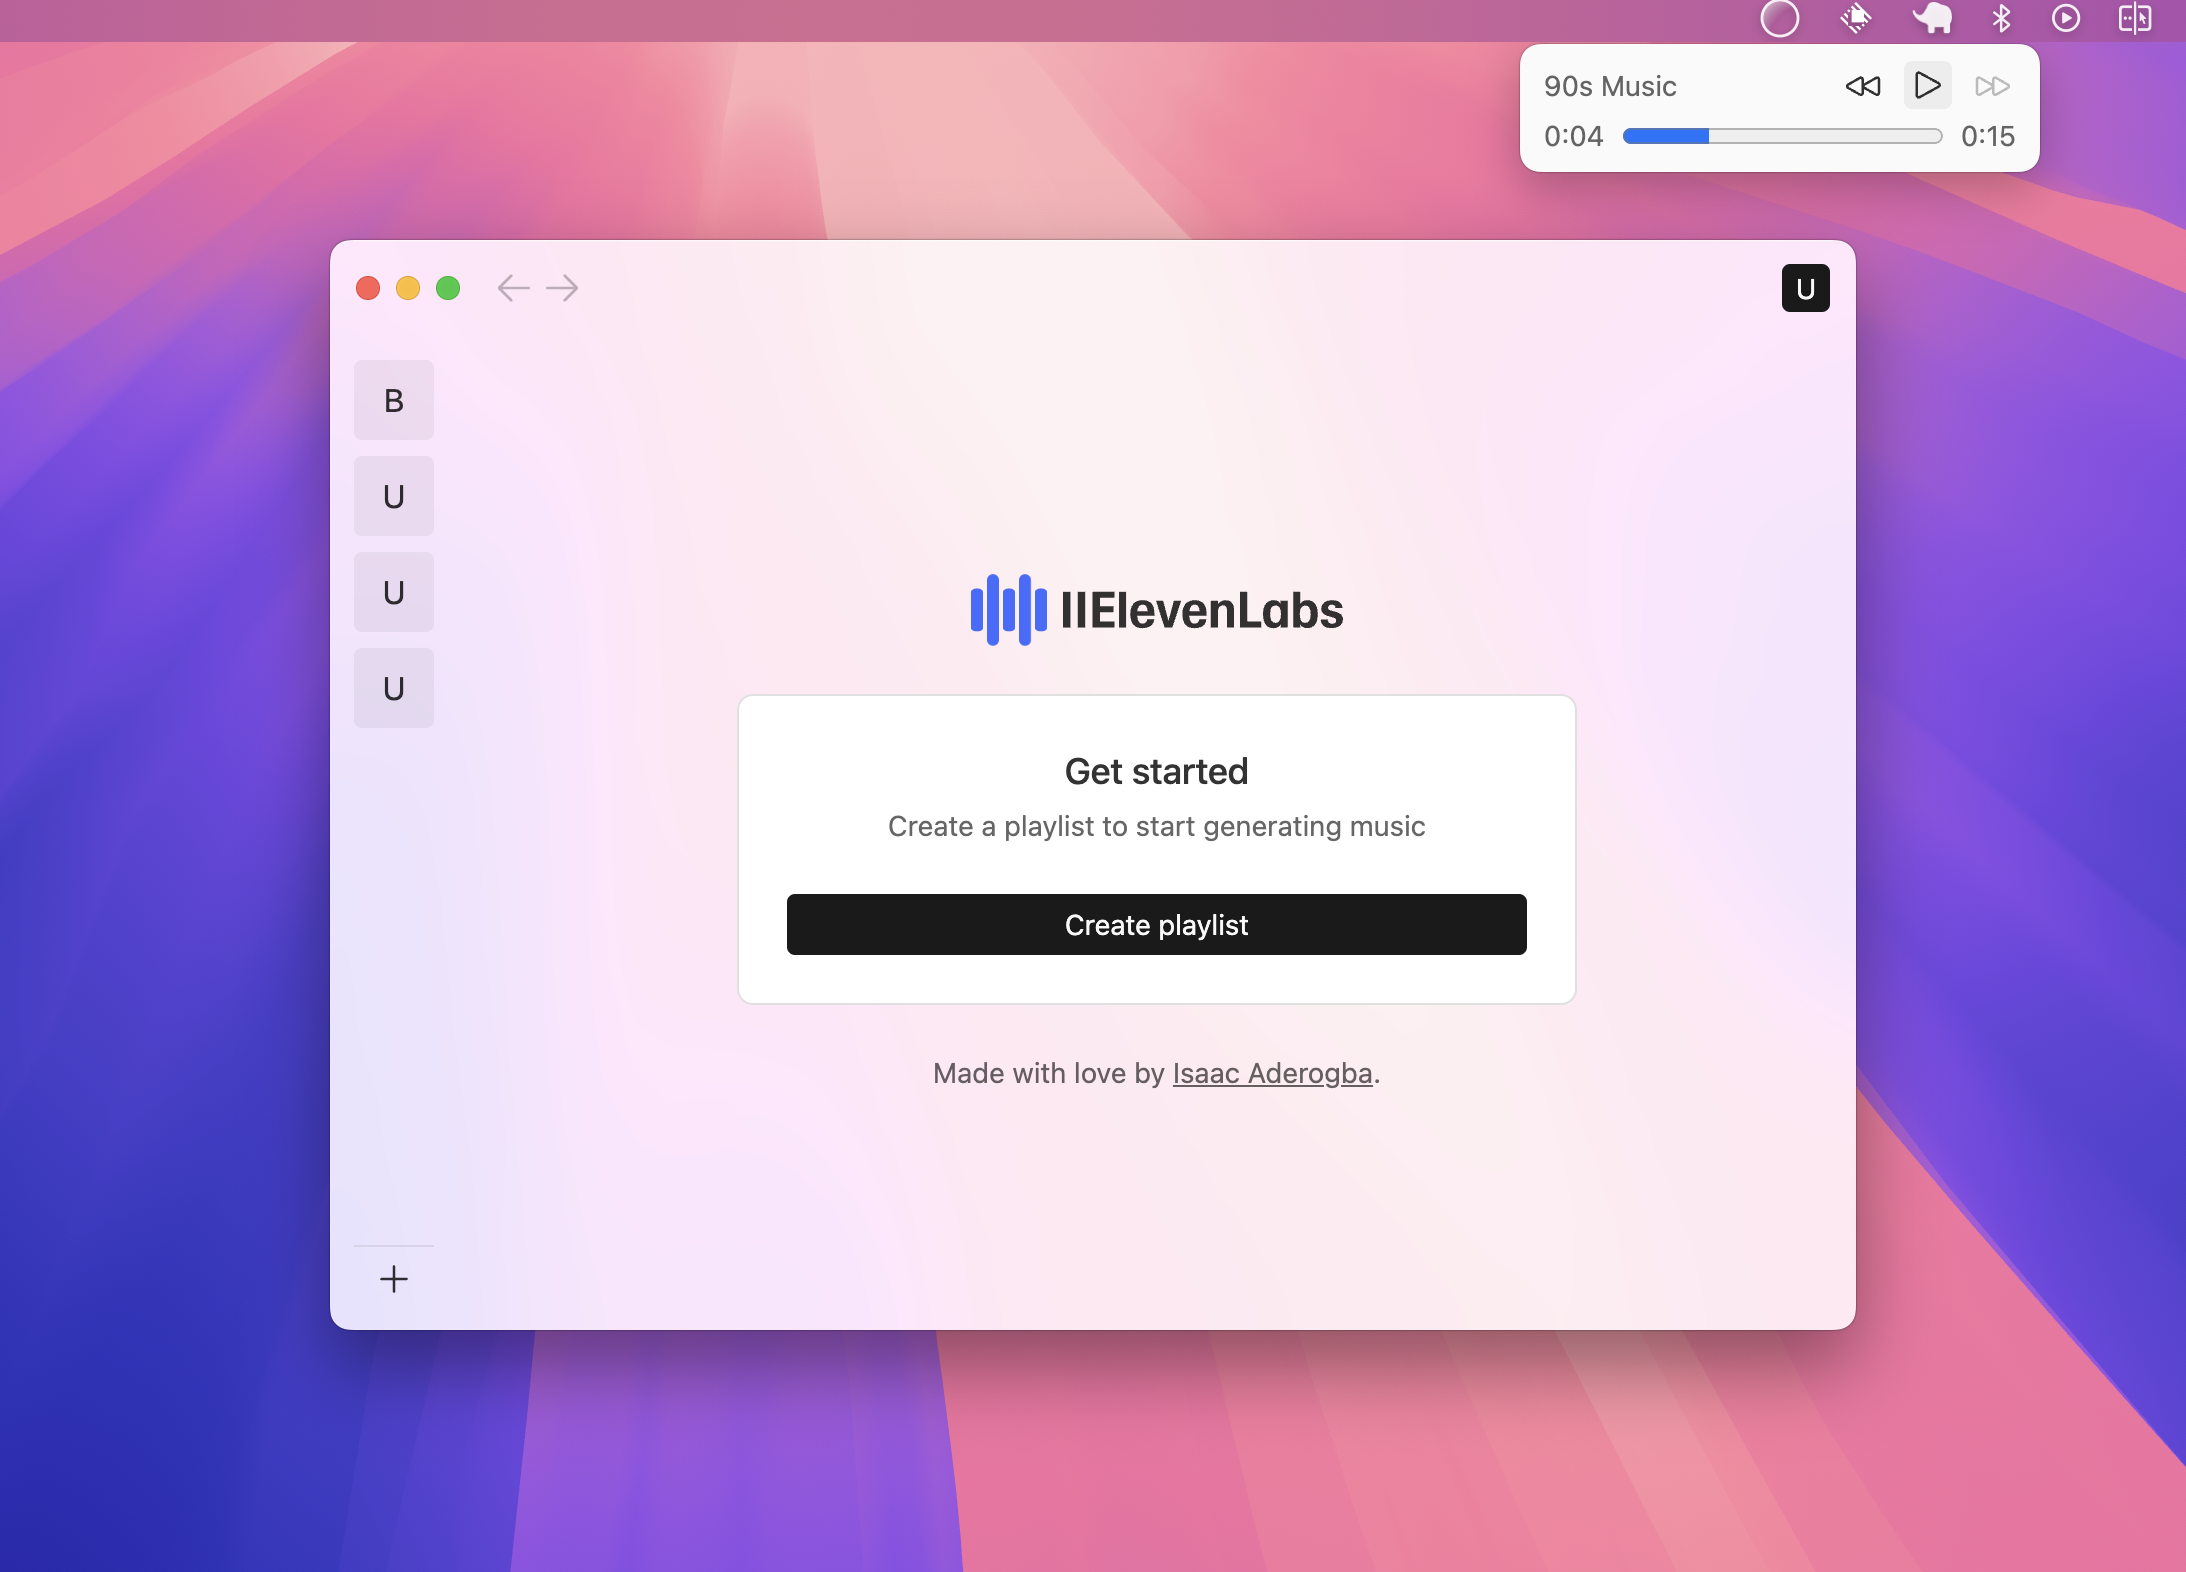 90s Music
0:04 0:15
U
B
U
U
U
IIElevenLabs
Get started
Create a playlist to start generating music
Create playlist
Made with love by Isaac Aderogba.